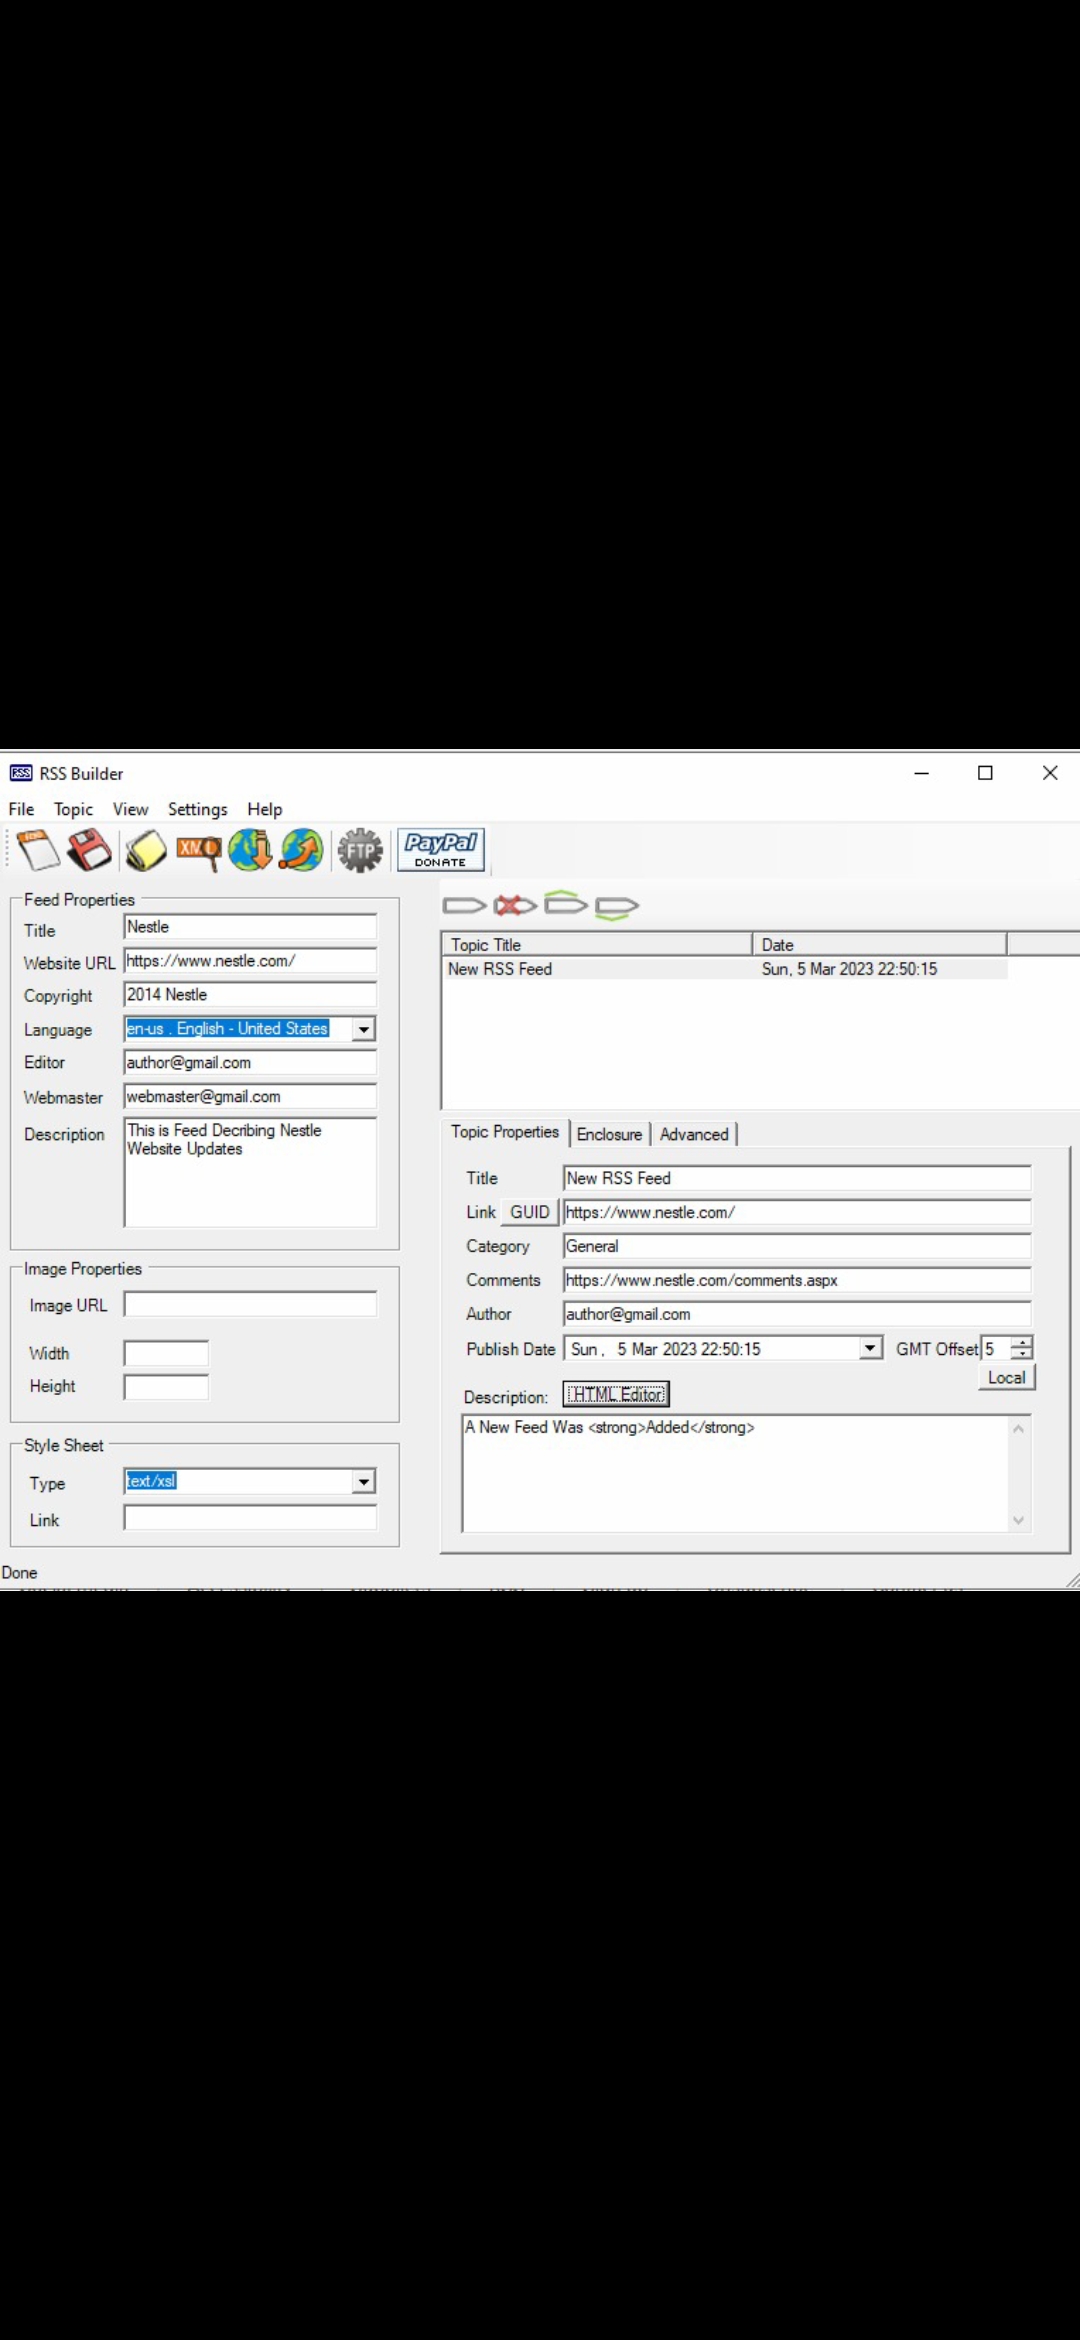 RSS RSS Builder
File Topic View Settings Help
XML FTP PayPal
DONATE
Feed Properties
Title Nestle
Website URL https://www.nestle.com/
Copyright 2014 Nestle
Language en-us . English - United States
Editor author@gmail.com
Webmaster webmaster@gmail.com
Description This is Feed Decribing Nestle
Website Updates
Image Properties
Image URL
Width
Height
Style Sheet
Type text/xsl
Link
Topic Title Date
New RSS Feed Sun, 5 Mar 2023 22:50:15
Topic Properties Enclosure Advanced
Title New RSS Feed
Link GUID https://www.nestle.com/
Category General
Comments https://www.nestle.com/comments.aspx
Author author@gmail.com
Publish Date Sun , 5 Mar 2023 22:50:15 GMT Offset 5
Local
Description: HTML Editor
A New Feed Was <strong>Added</strong>
Done